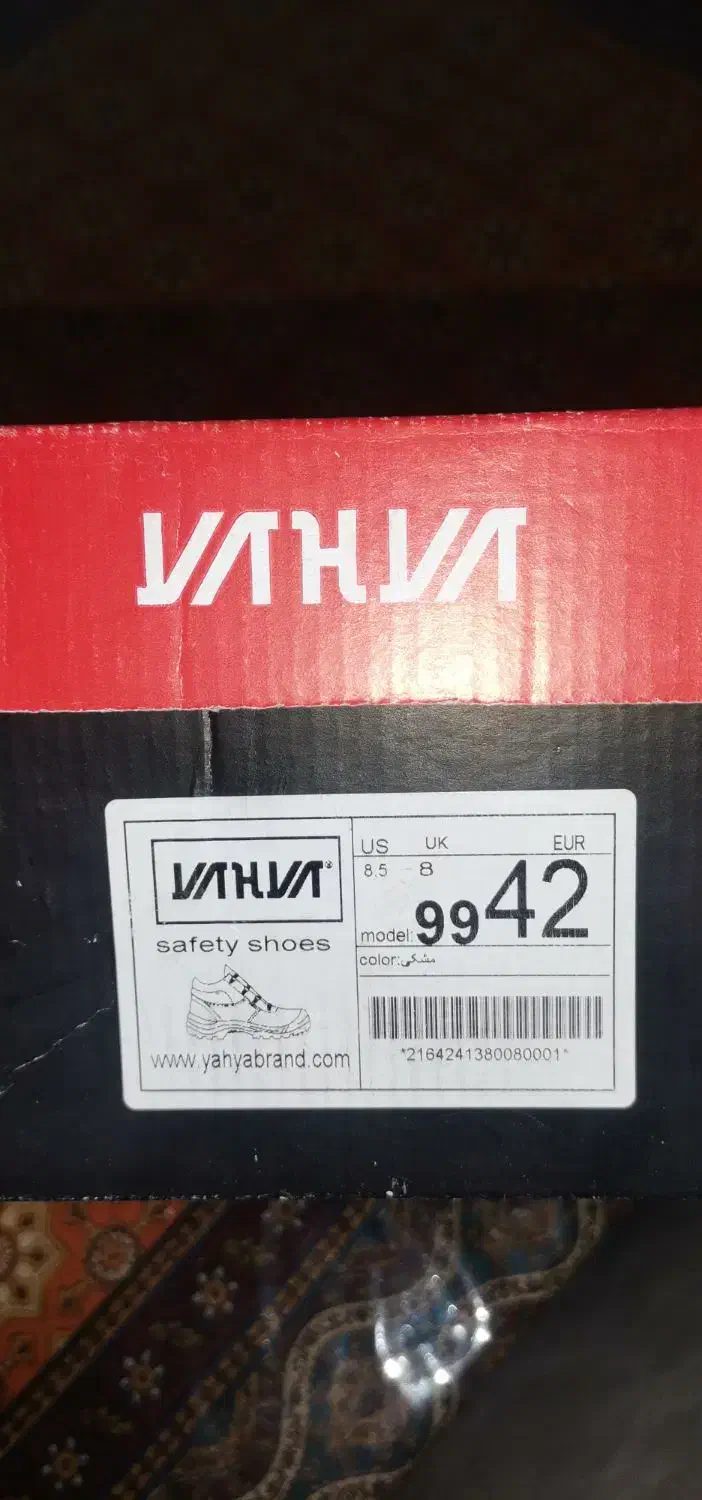 YAHYA
YAHYA®
safety shoes
www.yahyabrand.com
US UK EUR
8.5 8 42
model: 99
color: مشکی
*2164241380080001*